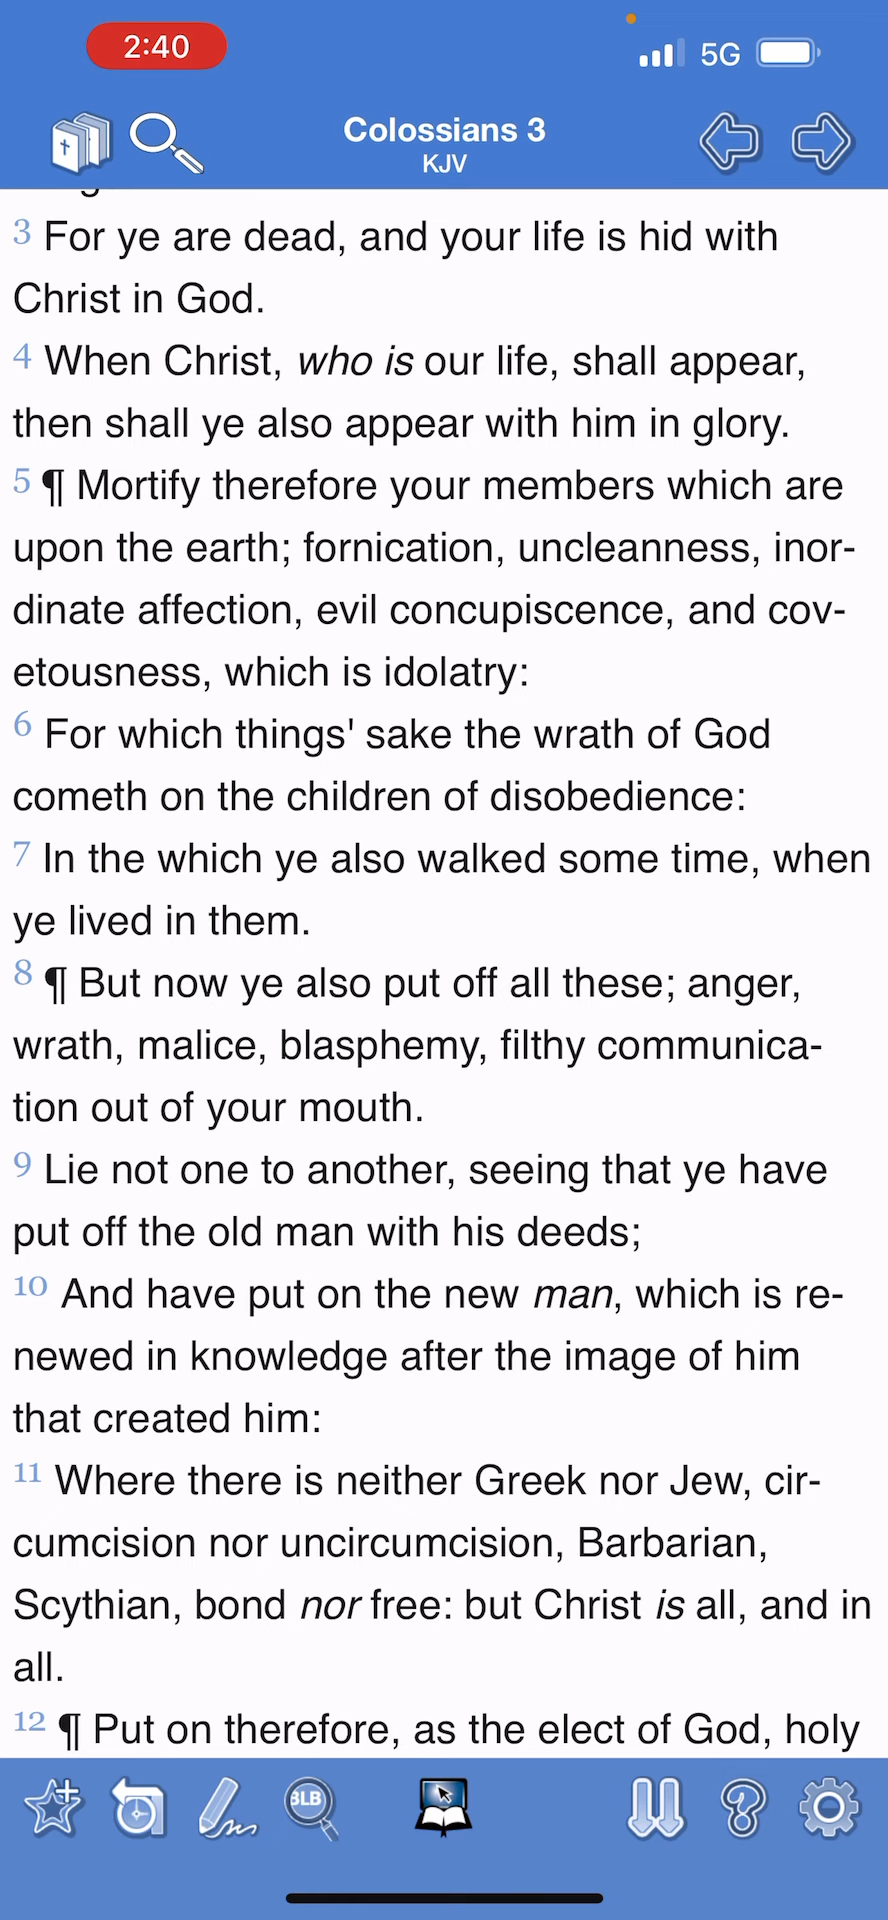 2:40
5G
Colossians 3
KJV
3 For ye are dead, and your life is hid with
Christ in God.
4 When Christ, who is our life, shall appear,
then shall ye also appear with him in glory.
5 ¶ Mortify therefore your members which are
upon the earth; fornication, uncleanness, inor-
dinate affection, evil concupiscence, and cov-
etousness, which is idolatry:
6 For which things' sake the wrath of God
cometh on the children of disobedience:
7 In the which ye also walked some time, when
ye lived in them.
8 ¶ But now ye also put off all these; anger,
wrath, malice, blasphemy, filthy communica-
tion out of your mouth.
9 Lie not one to another, seeing that ye have
put off the old man with his deeds;
10 And have put on the new man, which is re-
newed in knowledge after the image of him
that created him:
11 Where there is neither Greek nor Jew, cir-
cumcision nor uncircumcision, Barbarian,
Scythian, bond nor free: but Christ is all, and in
all.
12 ¶ Put on therefore, as the elect of God, holy
BLB